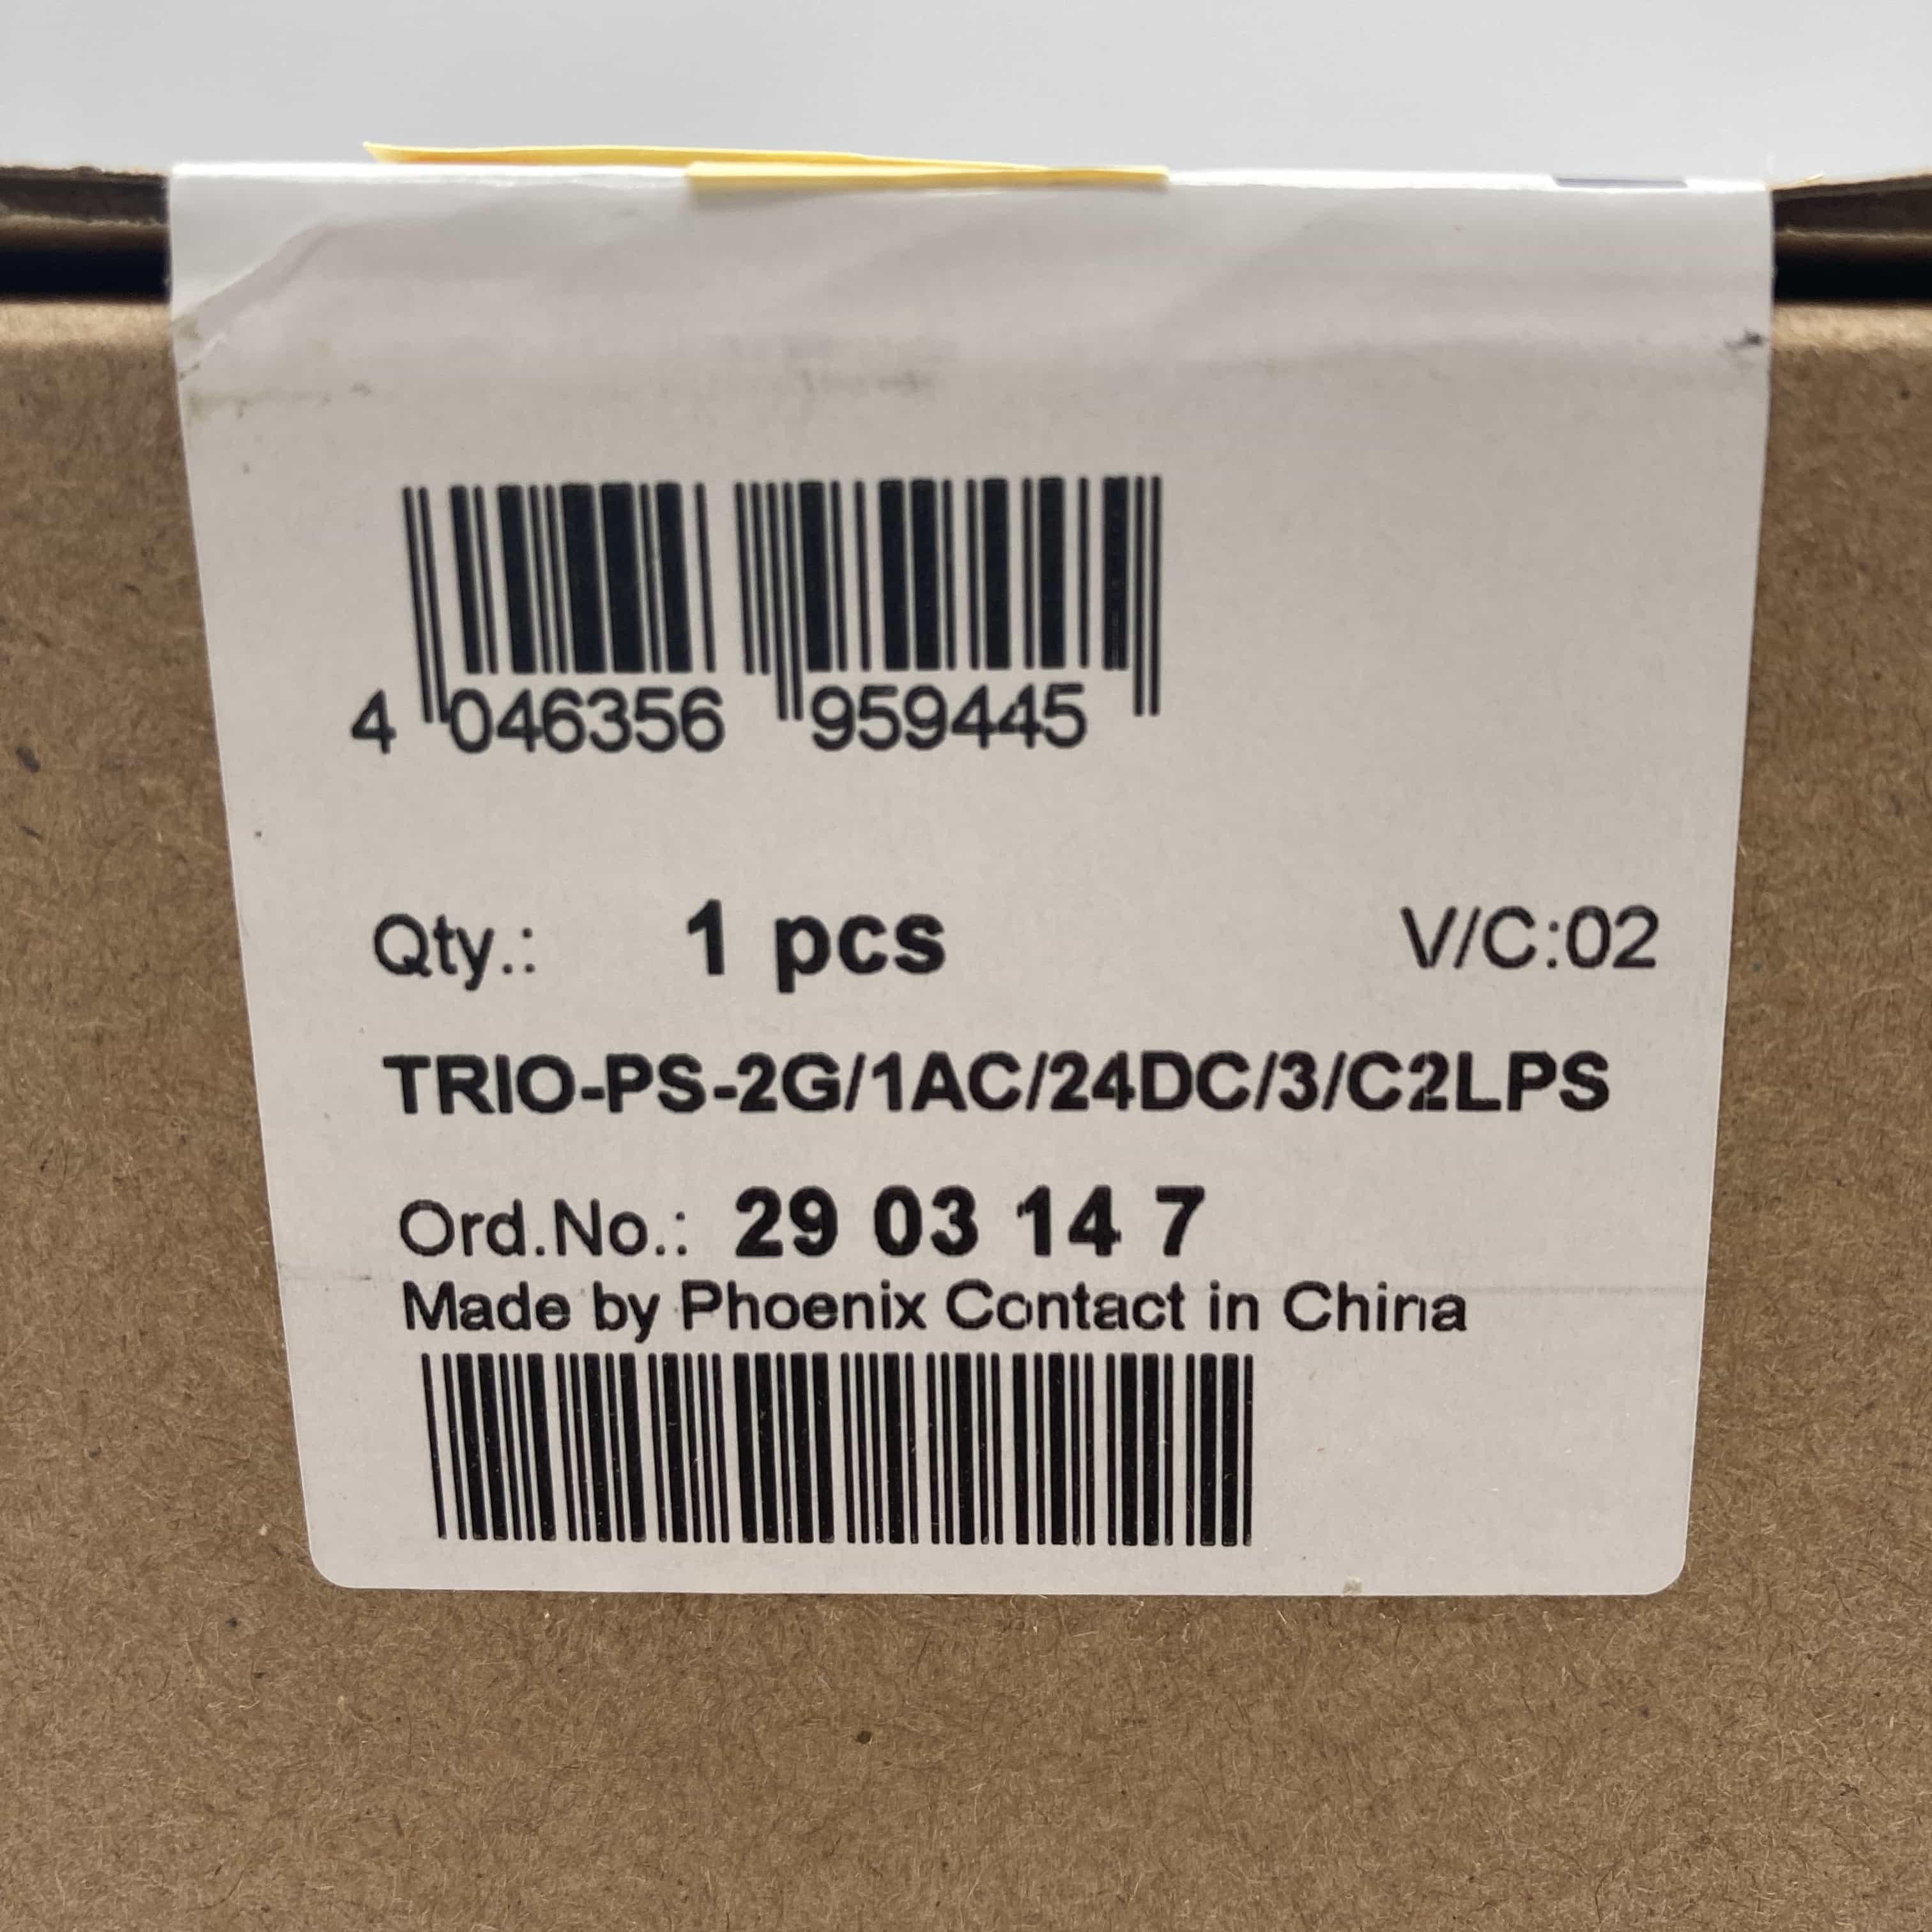 4 046356 959445
Qty.: 1 pcs V/C:02
TRIO-PS-2G/1AC/24DC/3/C2LPS
Ord.No.: 29 03 14 7
Made by Phoenix Contact in China